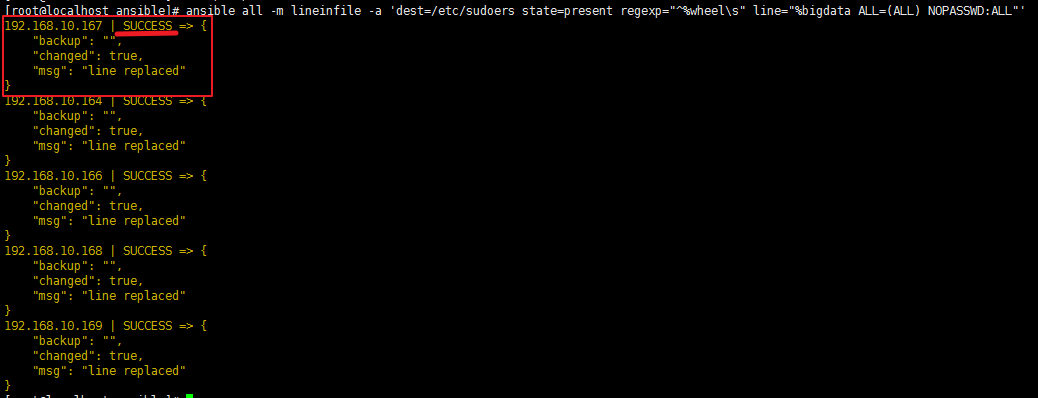 [root@localhost ansible]# ansible all -m lineinfile -a 'dest=/etc/sudoers state=present regexp="^%wheel\s" line="%bigdata ALL=(ALL) NOPASSWD:ALL"'
192.168.10.167 | SUCCESS => {
    "backup": "",
    "changed": true,
    "msg": "line replaced"
}
192.168.10.164 | SUCCESS => {
    "backup": "",
    "changed": true,
    "msg": "line replaced"
}
192.168.10.166 | SUCCESS => {
    "backup": "",
    "changed": true,
    "msg": "line replaced"
}
192.168.10.168 | SUCCESS => {
    "backup": "",
    "changed": true,
    "msg": "line replaced"
}
192.168.10.169 | SUCCESS => {
    "backup": "",
    "changed": true,
    "msg": "line replaced"
}